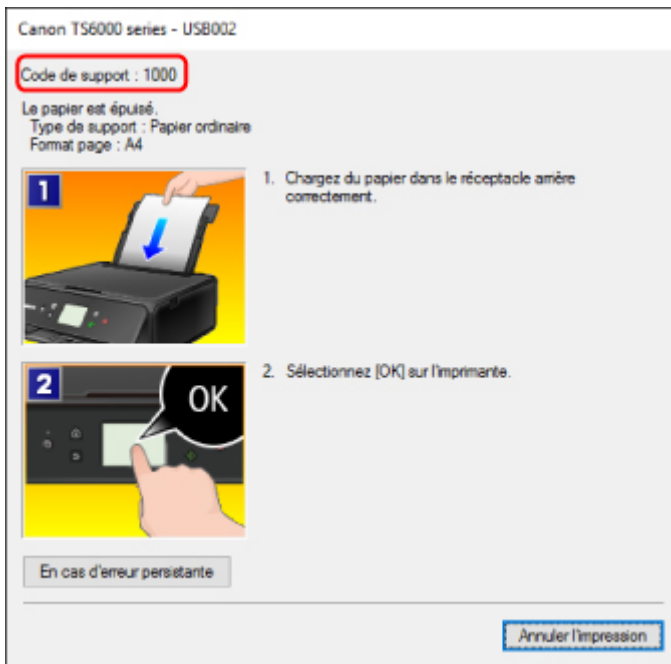 Canon TS6000 series - USB002
Code de support : 1000
Le papier est épuisé.
Type de support : Papier ordinaire
Format page : A4
1
1. Chargez du papier dans le réceptacle arrière
correctement.
2
OK
2. Sélectionnez [OK] sur l'imprimante.
En cas d'erreur persistante
Annuler l'impression